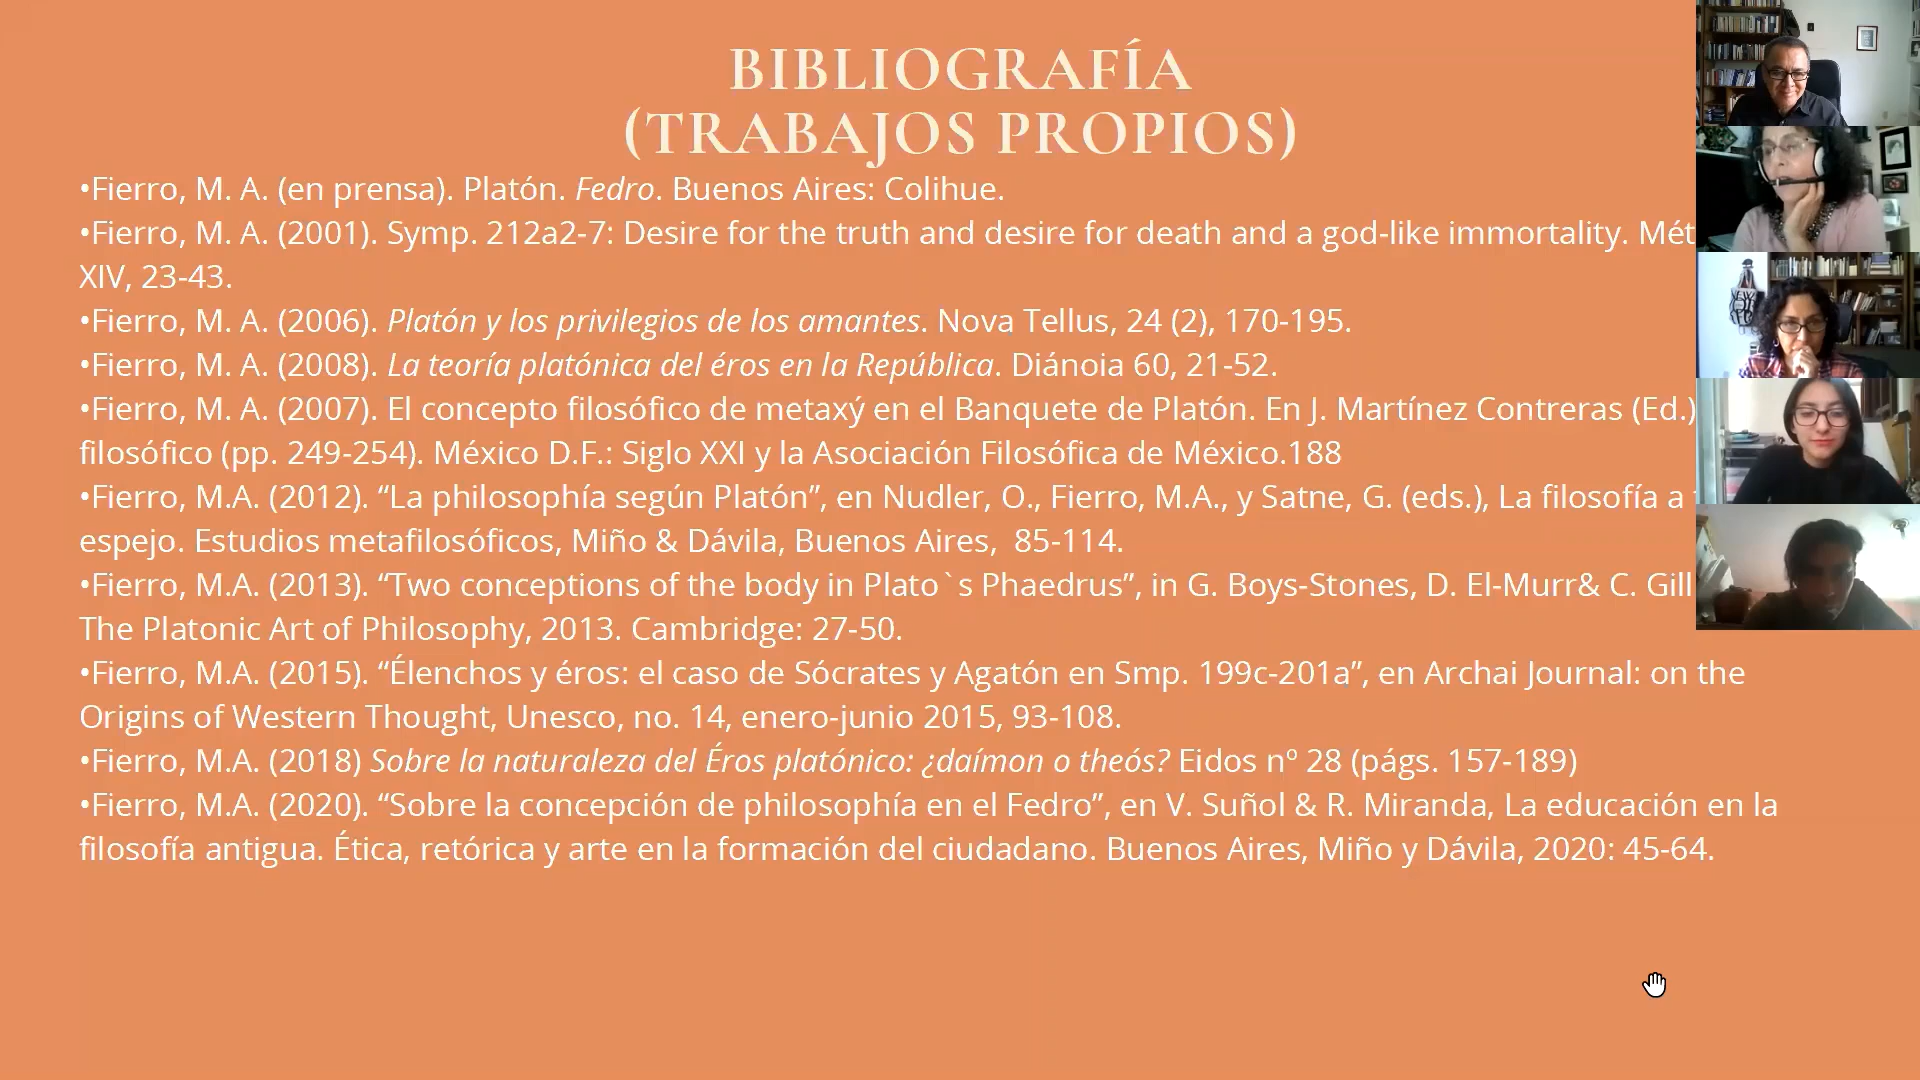 BIBLIOGRAFÍA
(TRABAJOS PROPIOS)
•Fierro, M. A. (en prensa). Platón. Fedro. Buenos Aires: Colihue.
•Fierro, M. A. (2001). Symp. 212a2-7: Desire for the truth and desire for death and a god-like immortality. Mét
XIV, 23-43.
•Fierro, M. A. (2006). Platón y los privilegios de los amantes. Nova Tellus, 24 (2), 170-195.
•Fierro, M. A. (2008). La teoría platónica del éros en la República. Diánoia 60, 21-52.
•Fierro, M. A. (2007). El concepto filosófico de metaxý en el Banquete de Platón. En J. Martínez Contreras (Ed.)
filosófico (pp. 249-254). México D.F.: Siglo XXI y la Asociación Filosófica de México.188
•Fierro, M.A. (2012). “La philosophía según Platón”, en Nudler, O., Fierro, M.A., y Satne, G. (eds.), La filosofía a
espejo. Estudios metafilosóficos, Miño & Dávila, Buenos Aires,  85-114.
•Fierro, M.A. (2013). “Two conceptions of the body in Plato`s Phaedrus”, in G. Boys-Stones, D. El-Murr& C. Gill
The Platonic Art of Philosophy, 2013. Cambridge: 27-50.
•Fierro, M.A. (2015). “Élenchos y éros: el caso de Sócrates y Agatón en Smp. 199c-201a”, en Archai Journal: on the
Origins of Western Thought, Unesco, no. 14, enero-junio 2015, 93-108.
•Fierro, M.A. (2018) Sobre la naturaleza del Éros platónico: ¿daímon o theós? Eidos nº 28 (págs. 157-189)
•Fierro, M.A. (2020). “Sobre la concepción de philosophía en el Fedro”, en V. Suñol & R. Miranda, La educación en la
filosofía antigua. Ética, retórica y arte en la formación del ciudadano. Buenos Aires, Miño y Dávila, 2020: 45-64.